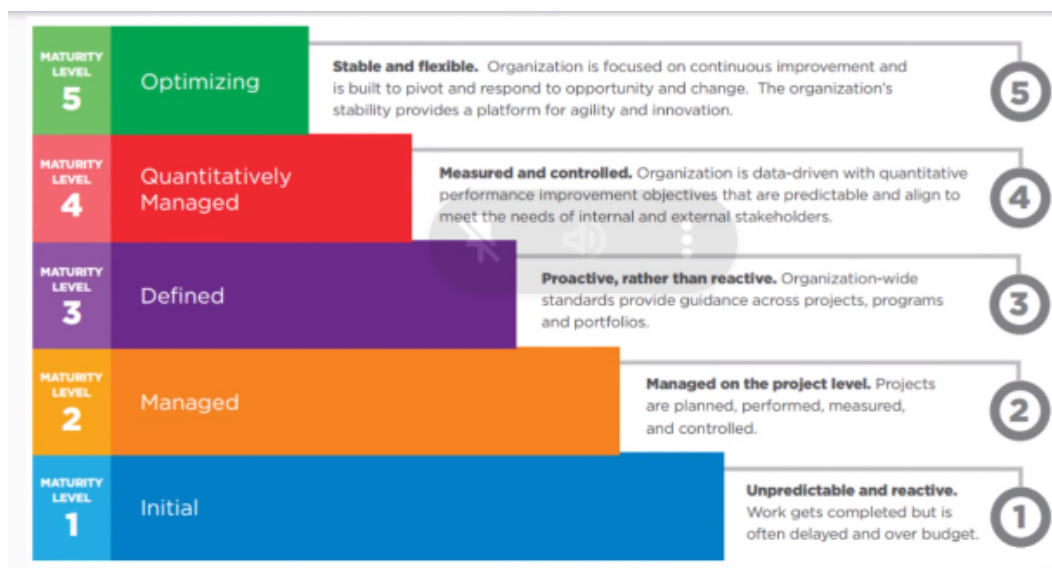 MATURITY
LEVEL
5
Optimizing
Stable and flexible. Organization is focused on continuous improvement and
is built to pivot and respond to opportunity and change. The organization's
stability provides a platform for agility and innovation.
5
MATURITY
LEVEL
4
Quantitatively
Managed
Measured and controlled. Organization is data-driven with quantitative
performance improvement objectives that are predictable and align to
meet the needs of internal and external stakeholders.
4
MATURITY
LEVEL
3
Defined
Proactive, rather than reactive. Organization-wide
standards provide guidance across projects, programs
and portfolios.
3
MATURITY
LEVEL
2
Managed
Managed on the project level. Projects
are planned, performed, measured,
and controlled.
2
MATURITY
LEVEL
1
Initial
Unpredictable and reactive.
Work gets completed but is
often delayed and over budget.
1